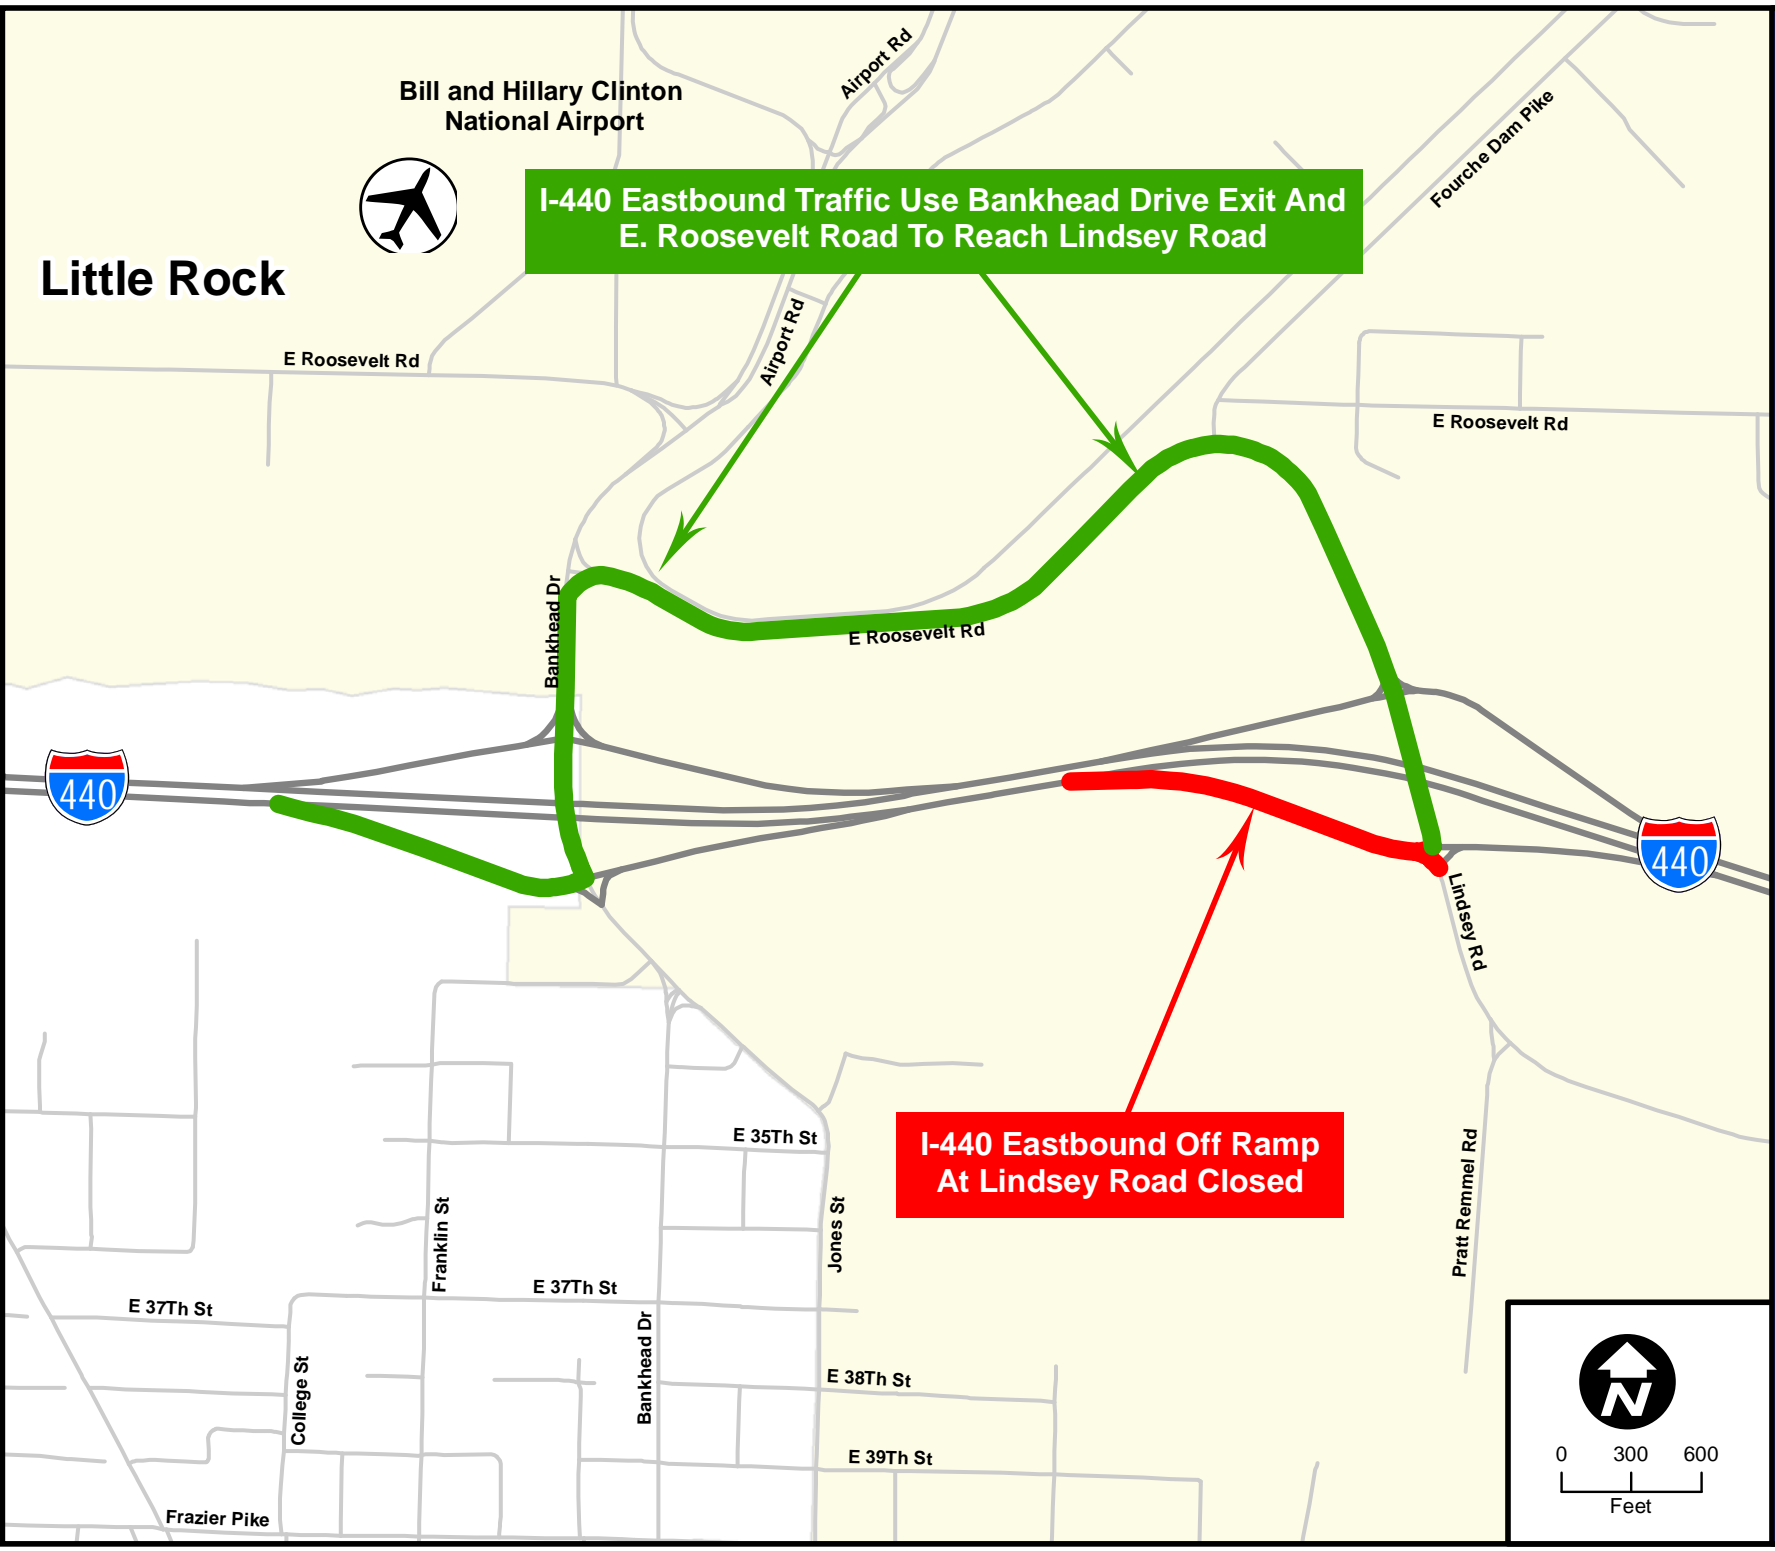 Airport Rd
Bill and Hillary Clinton
National Airport
Fourche Dam Pike
I-440 Eastbound Traffic Use Bankhead Drive Exit And
E. Roosevelt Road To Reach Lindsey Road
Little Rock
Airport Rd
E Roosevelt Rd
E Roosevelt Rd
Bankhead Dr
E Roosevelt Rd
440
440
Lindsey Rd
I-440 Eastbound Off Ramp
At Lindsey Road Closed
E 35Th St
Pratt Remmel Rd
Franklin St
Jones St
E 37Th St
E 37Th St
Bankhead Dr
College St
E 38Th St
E 39Th St
Frazier Pike
N
0 300 600
Feet